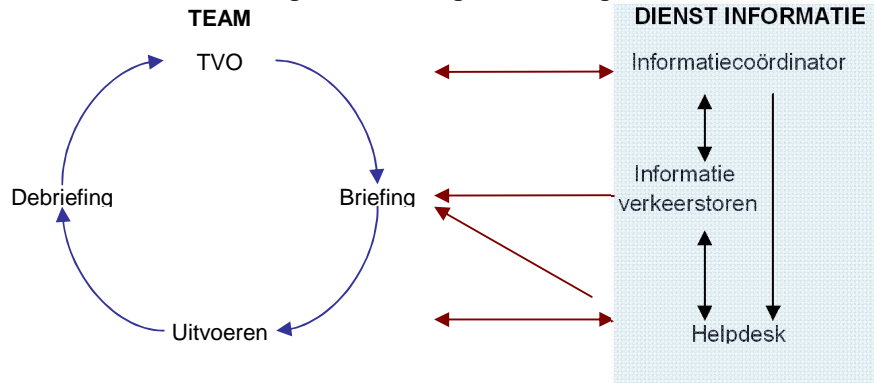 TEAM
DIENST INFORMATIE
TVO
Informatiecoördinator
Debriefing
Briefing
Informatie
verkeerstoren
Uitvoeren
Helpdesk